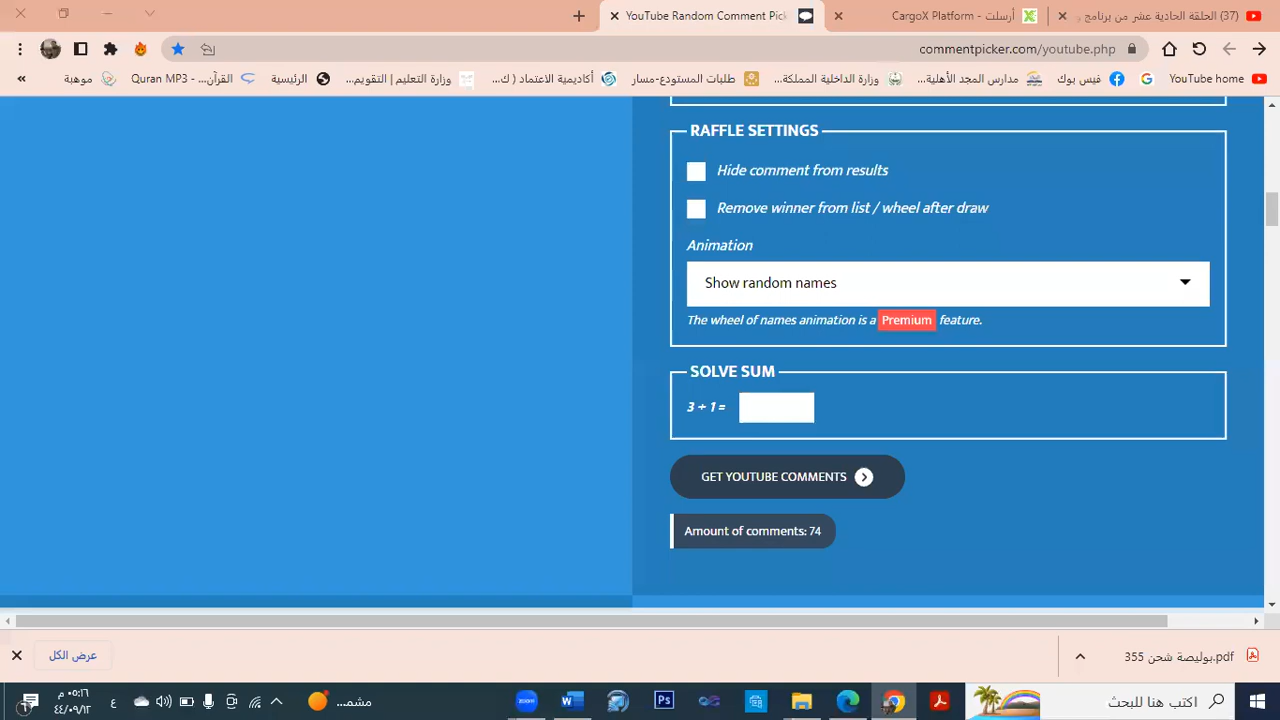 YouTube Random Comment Pick
أرسلت - CargoX Platform
(37) الحلقة الحادية عشر من برنامج و
commentpicker.com/youtube.php
«
موهبة
القرآن... - Quran MP3
الرئيسية
وزارة التعليم | التقويم...
أكاديمية الاعتماد ( ك...
طلبات المستودع-مسار
وزارة الداخلية المملكة...
مدارس المجد الأهلية...
فيس بوك
YouTube home
RAFFLE SETTINGS
Hide comment from results
Remove winner from list / wheel after draw
Animation
Show random names
The wheel of names animation is a Premium feature.
SOLVE SUM
3 + 1 =
GET YOUTUBE COMMENTS
Amount of comments: 74
عرض الكل
بوليصة شحن 355.pdf
٠٥:١٦ م
٤٤/٠٩/١٢
ع
مشمـ...
zoom
W
Ps
اكتب هنا للبحث